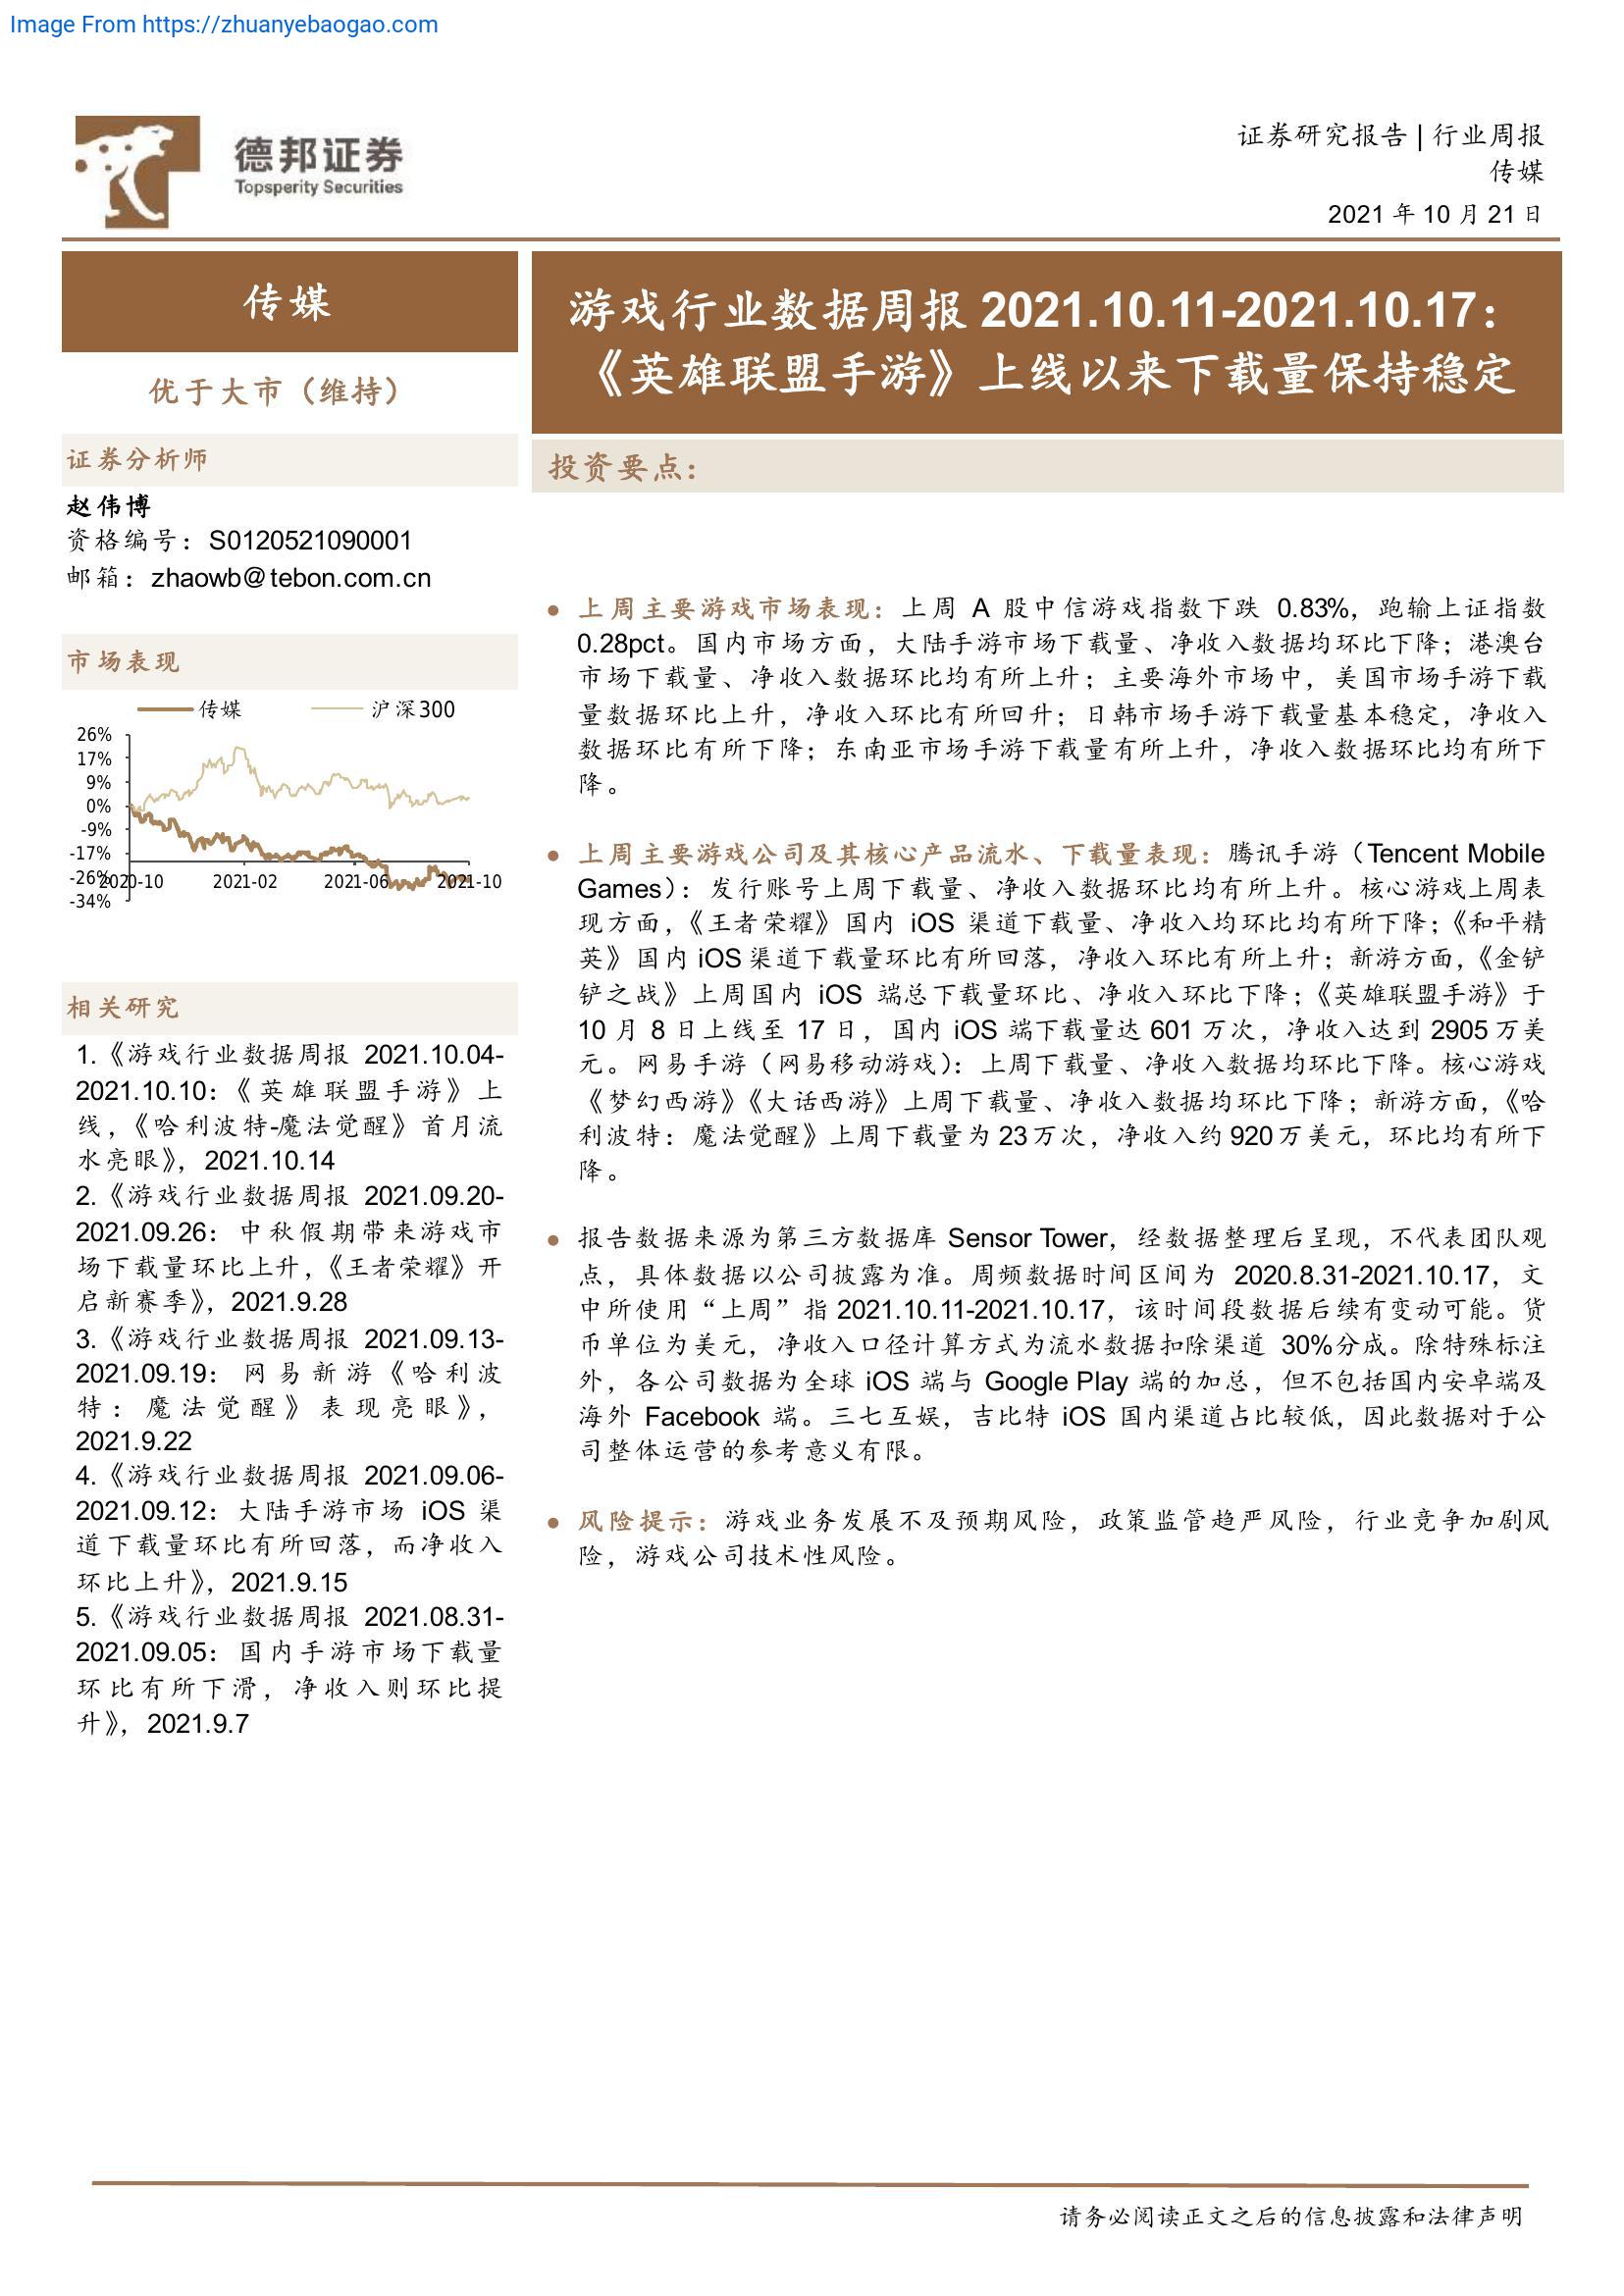 Image From https://zhuanyebaogao.com
德邦证券
Topsperity Securities
证券研究报告 | 行业周报
传媒
2021 年 10 月 21 日
传媒
优于大市（维持）
证券分析师
赵伟博
资格编号：S0120521090001
邮箱：zhaowb@tebon.com.cn
市场表现
传媒
沪深300
26%
17%
9%
0%
-9%
-17%
-26%
-34%
2020-10
2021-02
2021-06
2021-10
相关研究
1.《游戏行业数据周报 2021.10.04-
2021.10.10：《英雄联盟手游》上
线，《哈利波特-魔法觉醒》首月流
水亮眼》，2021.10.14
2.《游戏行业数据周报 2021.09.20-
2021.09.26：中秋假期带来游戏市
场下载量环比上升，《王者荣耀》开
启新赛季》，2021.9.28
3.《游戏行业数据周报 2021.09.13-
2021.09.19：网易新游《哈利波
特：魔法觉醒》表现亮眼》，
2021.9.22
4.《游戏行业数据周报 2021.09.06-
2021.09.12：大陆手游市场 iOS 渠
道下载量环比有所回落，而净收入
环比上升》，2021.9.15
5.《游戏行业数据周报 2021.08.31-
2021.09.05：国内手游市场下载量
环比有所下滑，净收入则环比提
升》，2021.9.7
游戏行业数据周报 2021.10.11-2021.10.17：
《英雄联盟手游》上线以来下载量保持稳定
投资要点：
● 上周主要游戏市场表现：上周 A 股中信游戏指数下跌 0.83%，跑输上证指数
0.28pct。国内市场方面，大陆手游市场下载量、净收入数据均环比下降；港澳台
市场下载量、净收入数据环比均有所上升；主要海外市场中，美国市场手游下载
量数据环比上升，净收入环比有所回升；日韩市场手游下载量基本稳定，净收入
数据环比有所下降；东南亚市场手游下载量有所上升，净收入数据环比均有所下
降。
● 上周主要游戏公司及其核心产品流水、下载量表现：腾讯手游（Tencent Mobile
Games）：发行账号上周下载量、净收入数据环比均有所上升。核心游戏上周表
现方面，《王者荣耀》国内 iOS 渠道下载量、净收入均环比均有所下降；《和平精
英》国内 iOS 渠道下载量环比有所回落，净收入环比有所上升；新游方面，《金铲
铲之战》上周国内 iOS 端总下载量环比、净收入环比下降；《英雄联盟手游》于
10 月 8 日上线至 17 日，国内 iOS 端下载量达 601 万次，净收入达到 2905 万美
元。网易手游（网易移动游戏）：上周下载量、净收入数据均环比下降。核心游戏
《梦幻西游》《大话西游》上周下载量、净收入数据均环比下降；新游方面，《哈
利波特：魔法觉醒》上周下载量为 23 万次，净收入约 920 万美元，环比均有所下
降。
● 报告数据来源为第三方数据库 Sensor Tower，经数据整理后呈现，不代表团队观
点，具体数据以公司披露为准。周频数据时间区间为 2020.8.31-2021.10.17，文
中所使用“上周”指 2021.10.11-2021.10.17，该时间段数据后续有变动可能。货
币单位为美元，净收入口径计算方式为流水数据扣除渠道 30%分成。除特殊标注
外，各公司数据为全球 iOS 端与 Google Play 端的加总，但不包括国内安卓端及
海外 Facebook 端。三七互娱，吉比特 iOS 国内渠道占比较低，因此数据对于公
司整体运营的参考意义有限。
● 风险提示：游戏业务发展不及预期风险，政策监管趋严风险，行业竞争加剧风
险，游戏公司技术性风险。
请务必阅读正文之后的信息披露和法律声明